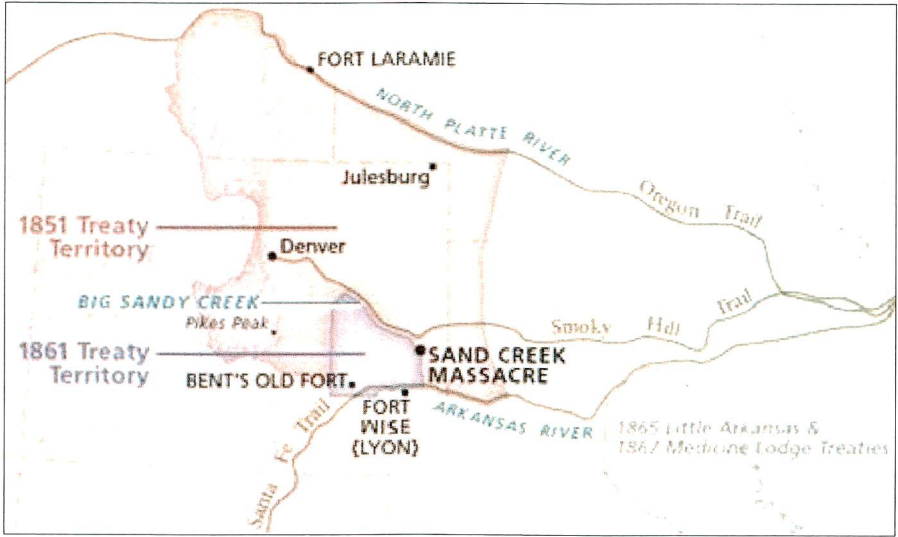 FORT LARAMIE
NORTH PLATTE RIVER
Julesburg
Oregon Trail
1851 Treaty
Territory
Denver
BIG SANDY CREEK
Pikes Peak
Smoky Hill Trail
1861 Treaty
Territory
SAND CREEK
MASSACRE
BENT'S OLD FORT
FORT
WISE
(LYON)
ARKANSAS RIVER
Santa Fe Trail
1865 Little Arkansas &
1867 Medicine Lodge Treaties